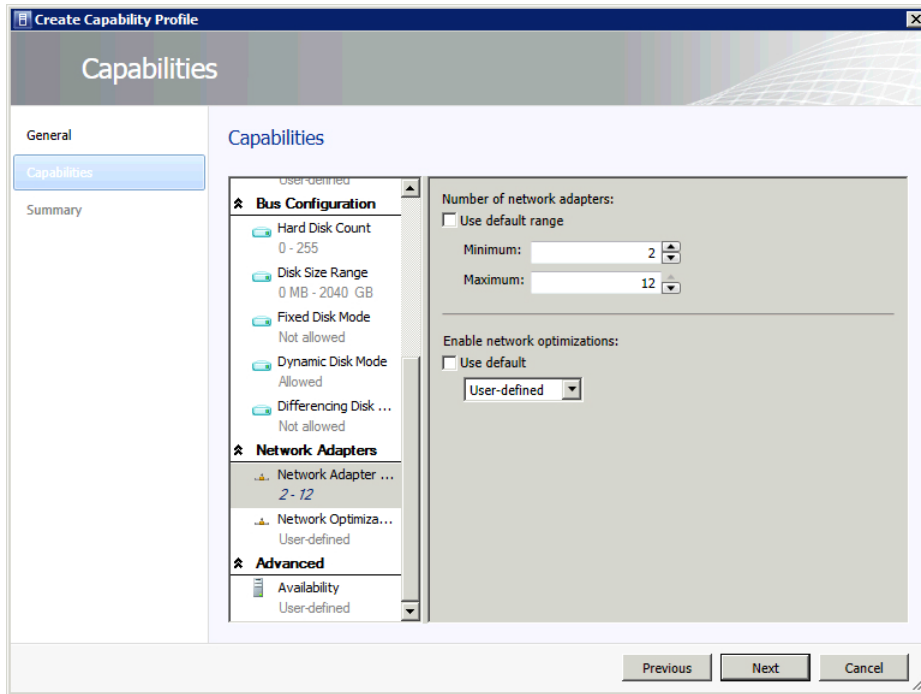 Create Capability Profile
Capabilities
General
Capabilities
Summary
Capabilities
User-defined
Bus Configuration
Hard Disk Count
0 - 255
Disk Size Range
0 MB - 2040 GB
Fixed Disk Mode
Not allowed
Dynamic Disk Mode
Allowed
Differencing Disk ...
Not allowed
Network Adapters
Network Adapter ...
2 - 12
Network Optimiza...
User-defined
Advanced
Availability
User-defined
Number of network adapters:
Use default range
Minimum: 2
Maximum: 12
Enable network optimizations:
Use default
User-defined
Previous Next Cancel